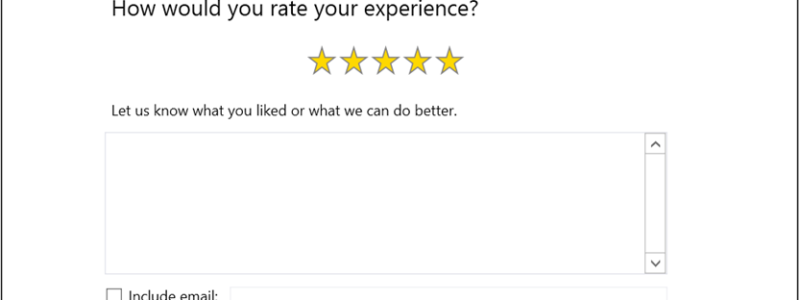 How would you rate your experience?
Let us know what you liked or what we can do better.
Include email: